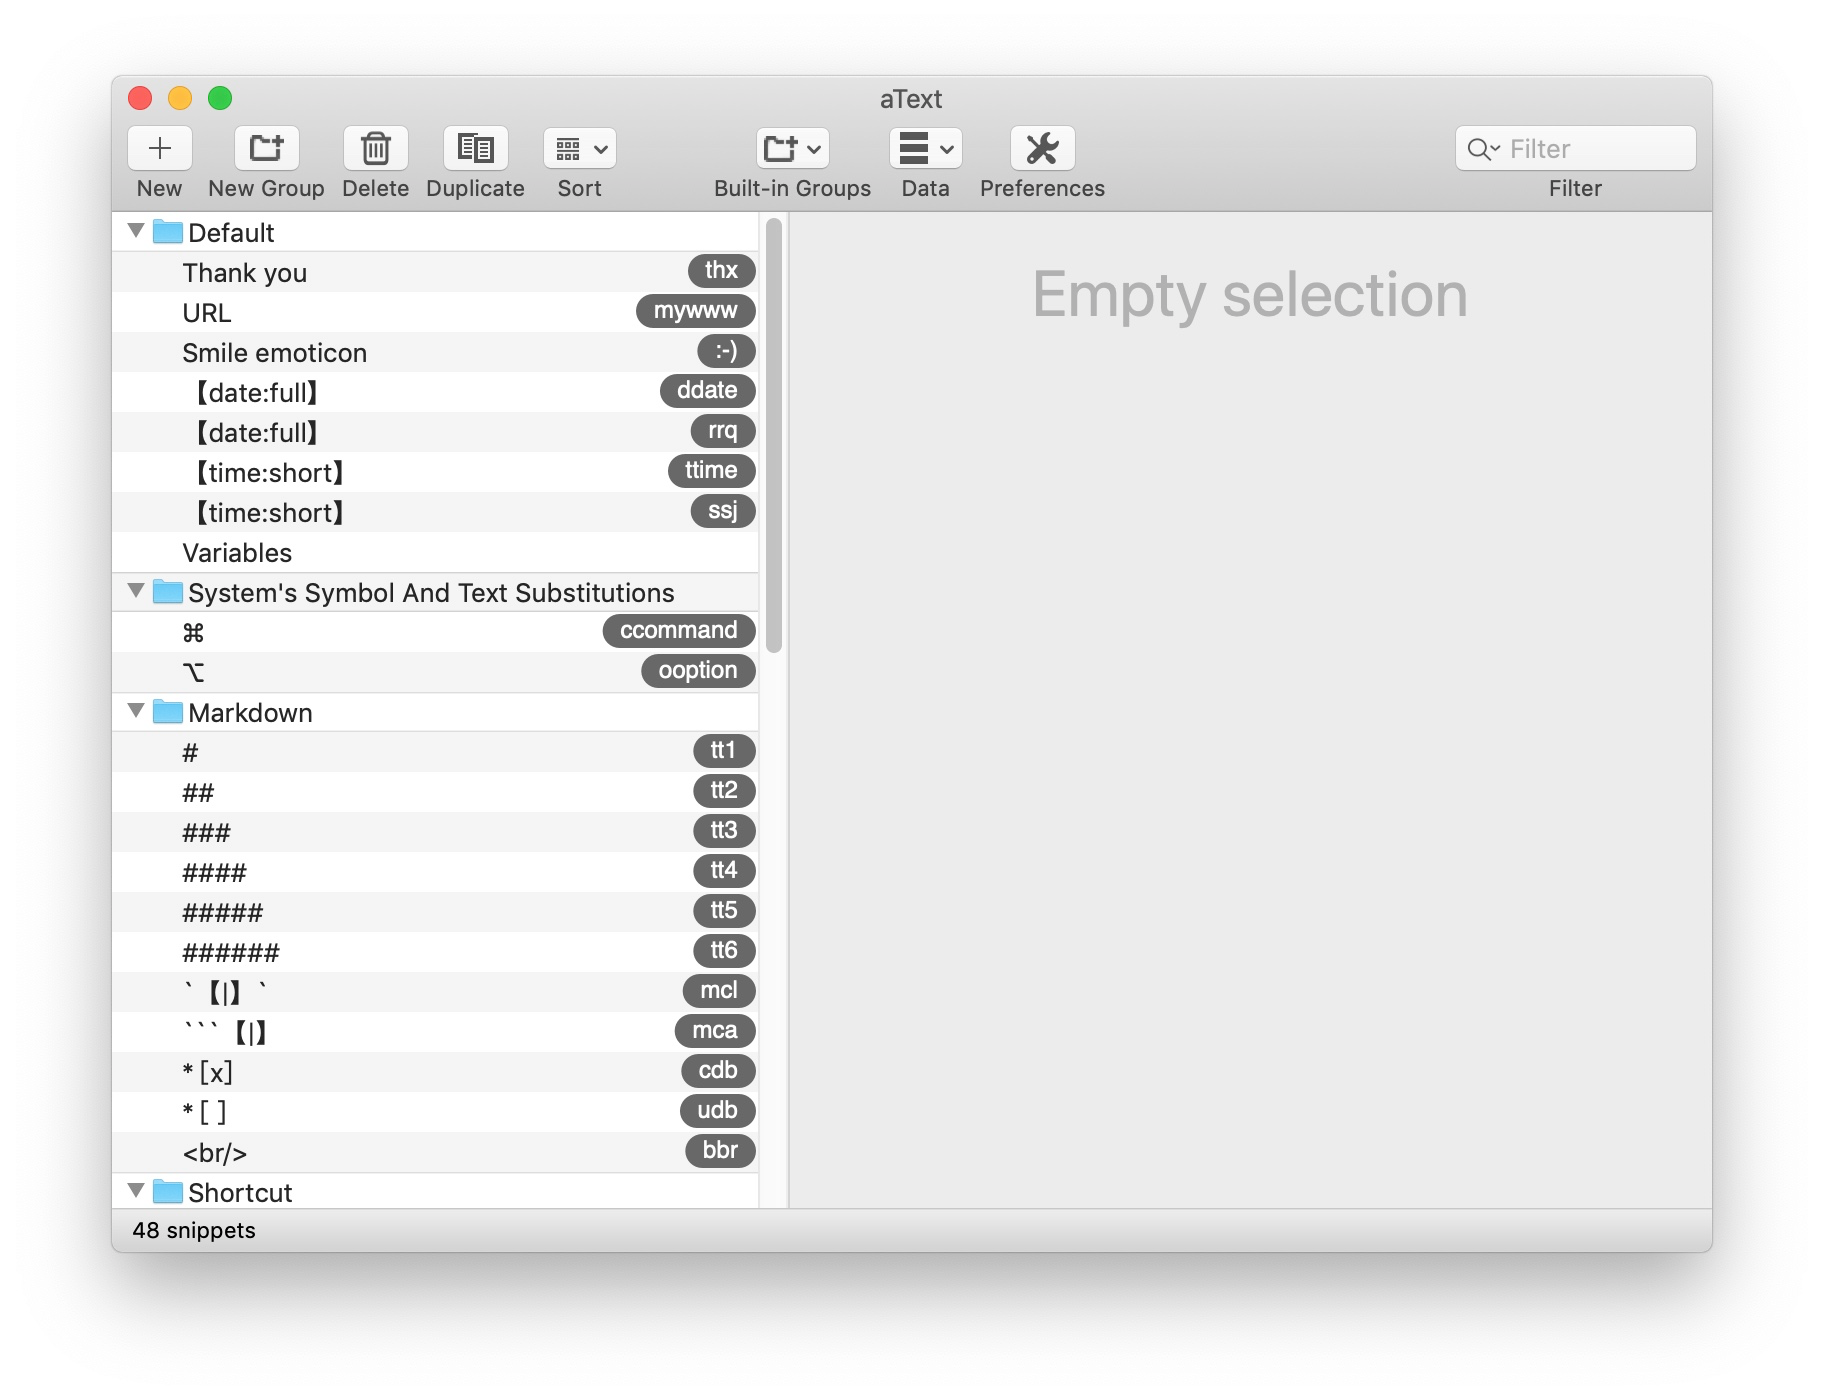 aText
New
New Group
Delete
Duplicate
Sort
Built-in Groups
Data
Preferences
Filter
Filter
Default
Thank you thx
URL mywww
Smile emoticon :-)
【date:full】 ddate
【date:full】 rrq
【time:short】 ttime
【time:short】 ssj
Variables
System's Symbol And Text Substitutions
⌘ ccommand
⌥ ooption
Markdown
# tt1
## tt2
### tt3
#### tt4
##### tt5
###### tt6
`【|】` mcl
```【|】 mca
* [x] cdb
* [ ] udb
<br/> bbr
Shortcut
48 snippets
Empty selection